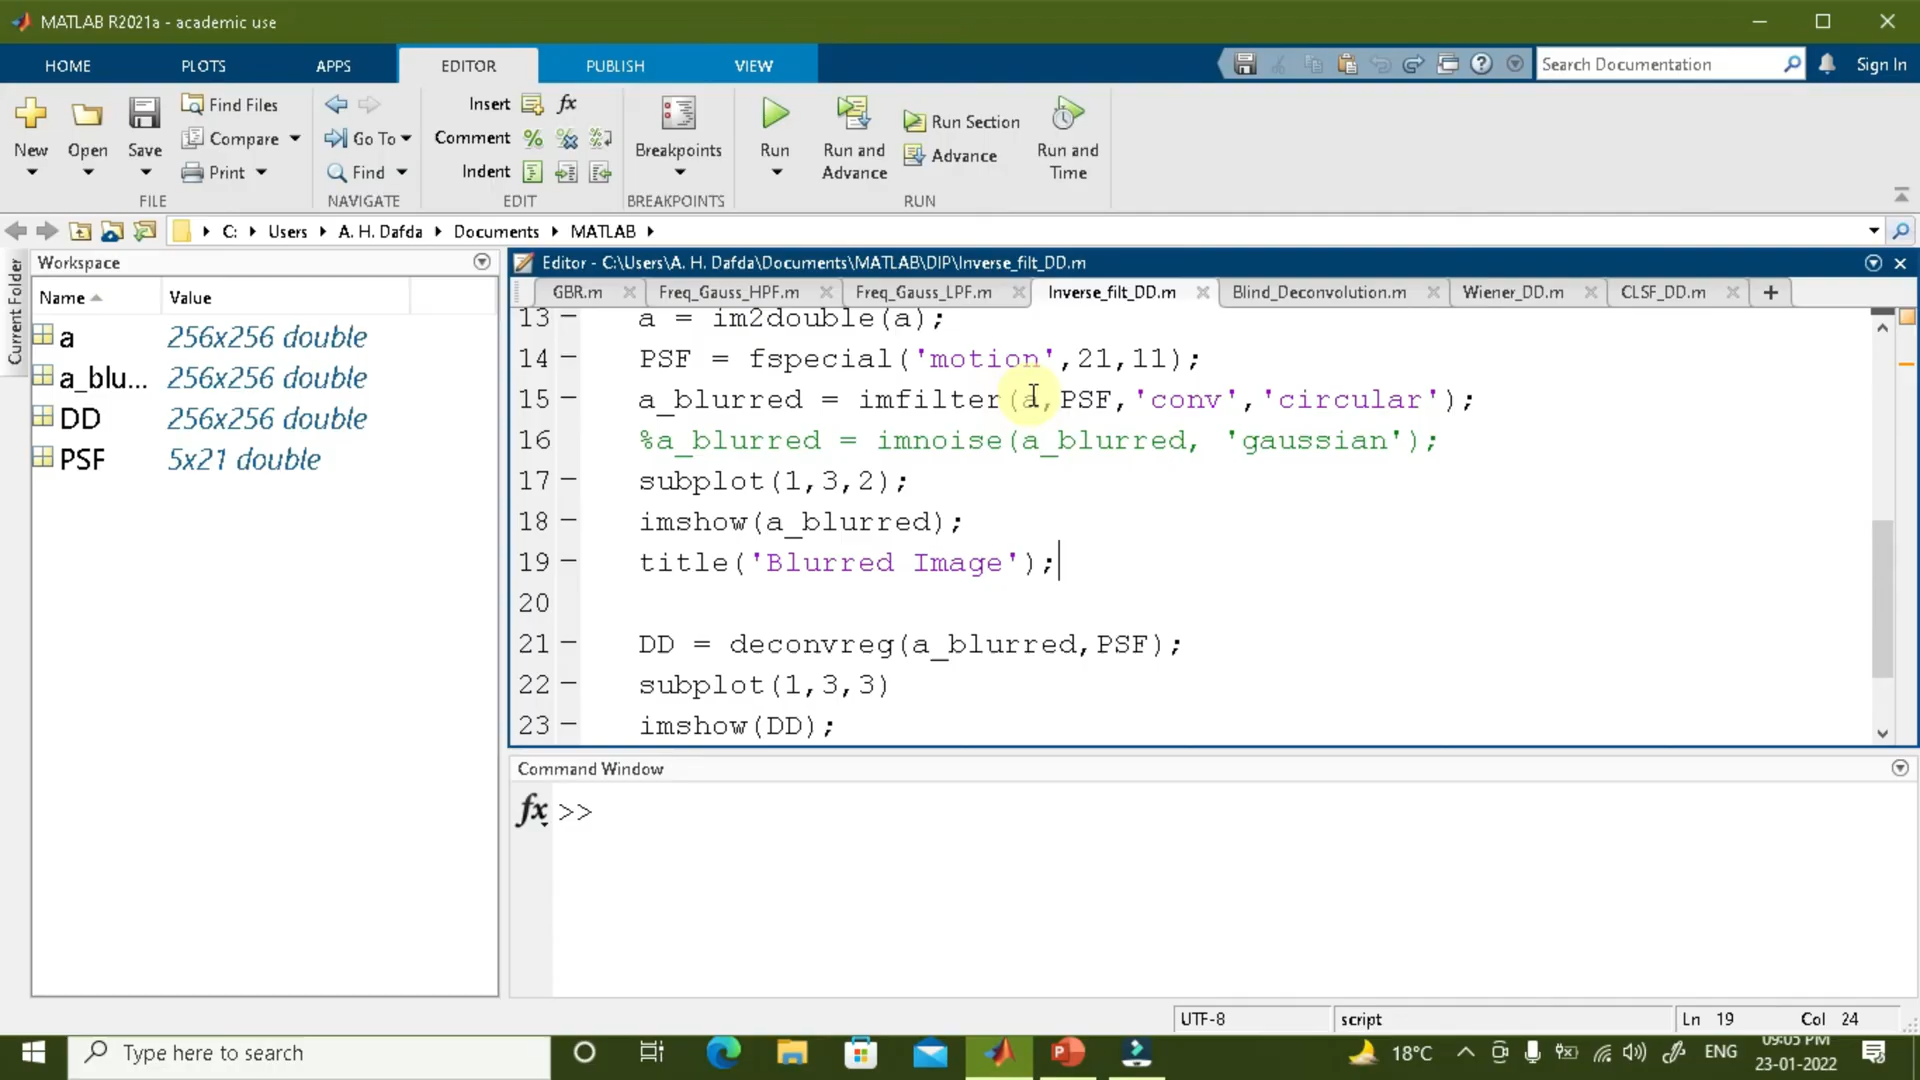 MATLAB R2021a - academic use
HOME PLOTS APPS EDITOR PUBLISH VIEW Search Documentation Sign In
New Open Save Find Files Compare Print FILE
Go To Find NAVIGATE
Insert fx Comment Indent EDIT
Breakpoints BREAKPOINTS
Run Run and Advance Run Section Advance Run and Time RUN
C: Users A. H. Dafda Documents MATLAB
Current Folder
Workspace
Name Value
a 256x256 double
a_blu... 256x256 double
DD 256x256 double
PSF 5x21 double
Editor - C:\Users\A. H. Dafda\Documents\MATLAB\DIP\Inverse_filt_DD.m
GBR.m Freq_Gauss_HPF.m Freq_Gauss_LPF.m Inverse_filt_DD.m Blind_Deconvolution.m Wiener_DD.m CLSF_DD.m
13 - a = im2double(a);
14 - PSF = fspecial('motion',21,11);
15 - a_blurred = imfilter(a,PSF,'conv','circular');
16 - %a_blurred = imnoise(a_blurred, 'gaussian');
17 - subplot(1,3,2);
18 - imshow(a_blurred);
19 - title('Blurred Image');
20
21 - DD = deconvreg(a_blurred,PSF);
22 - subplot(1,3,3)
23 - imshow(DD);
Command Window
fx >>
UTF-8 script Ln 19 Col 24
Type here to search
18°C ENG
09:05 PM
23-01-2022